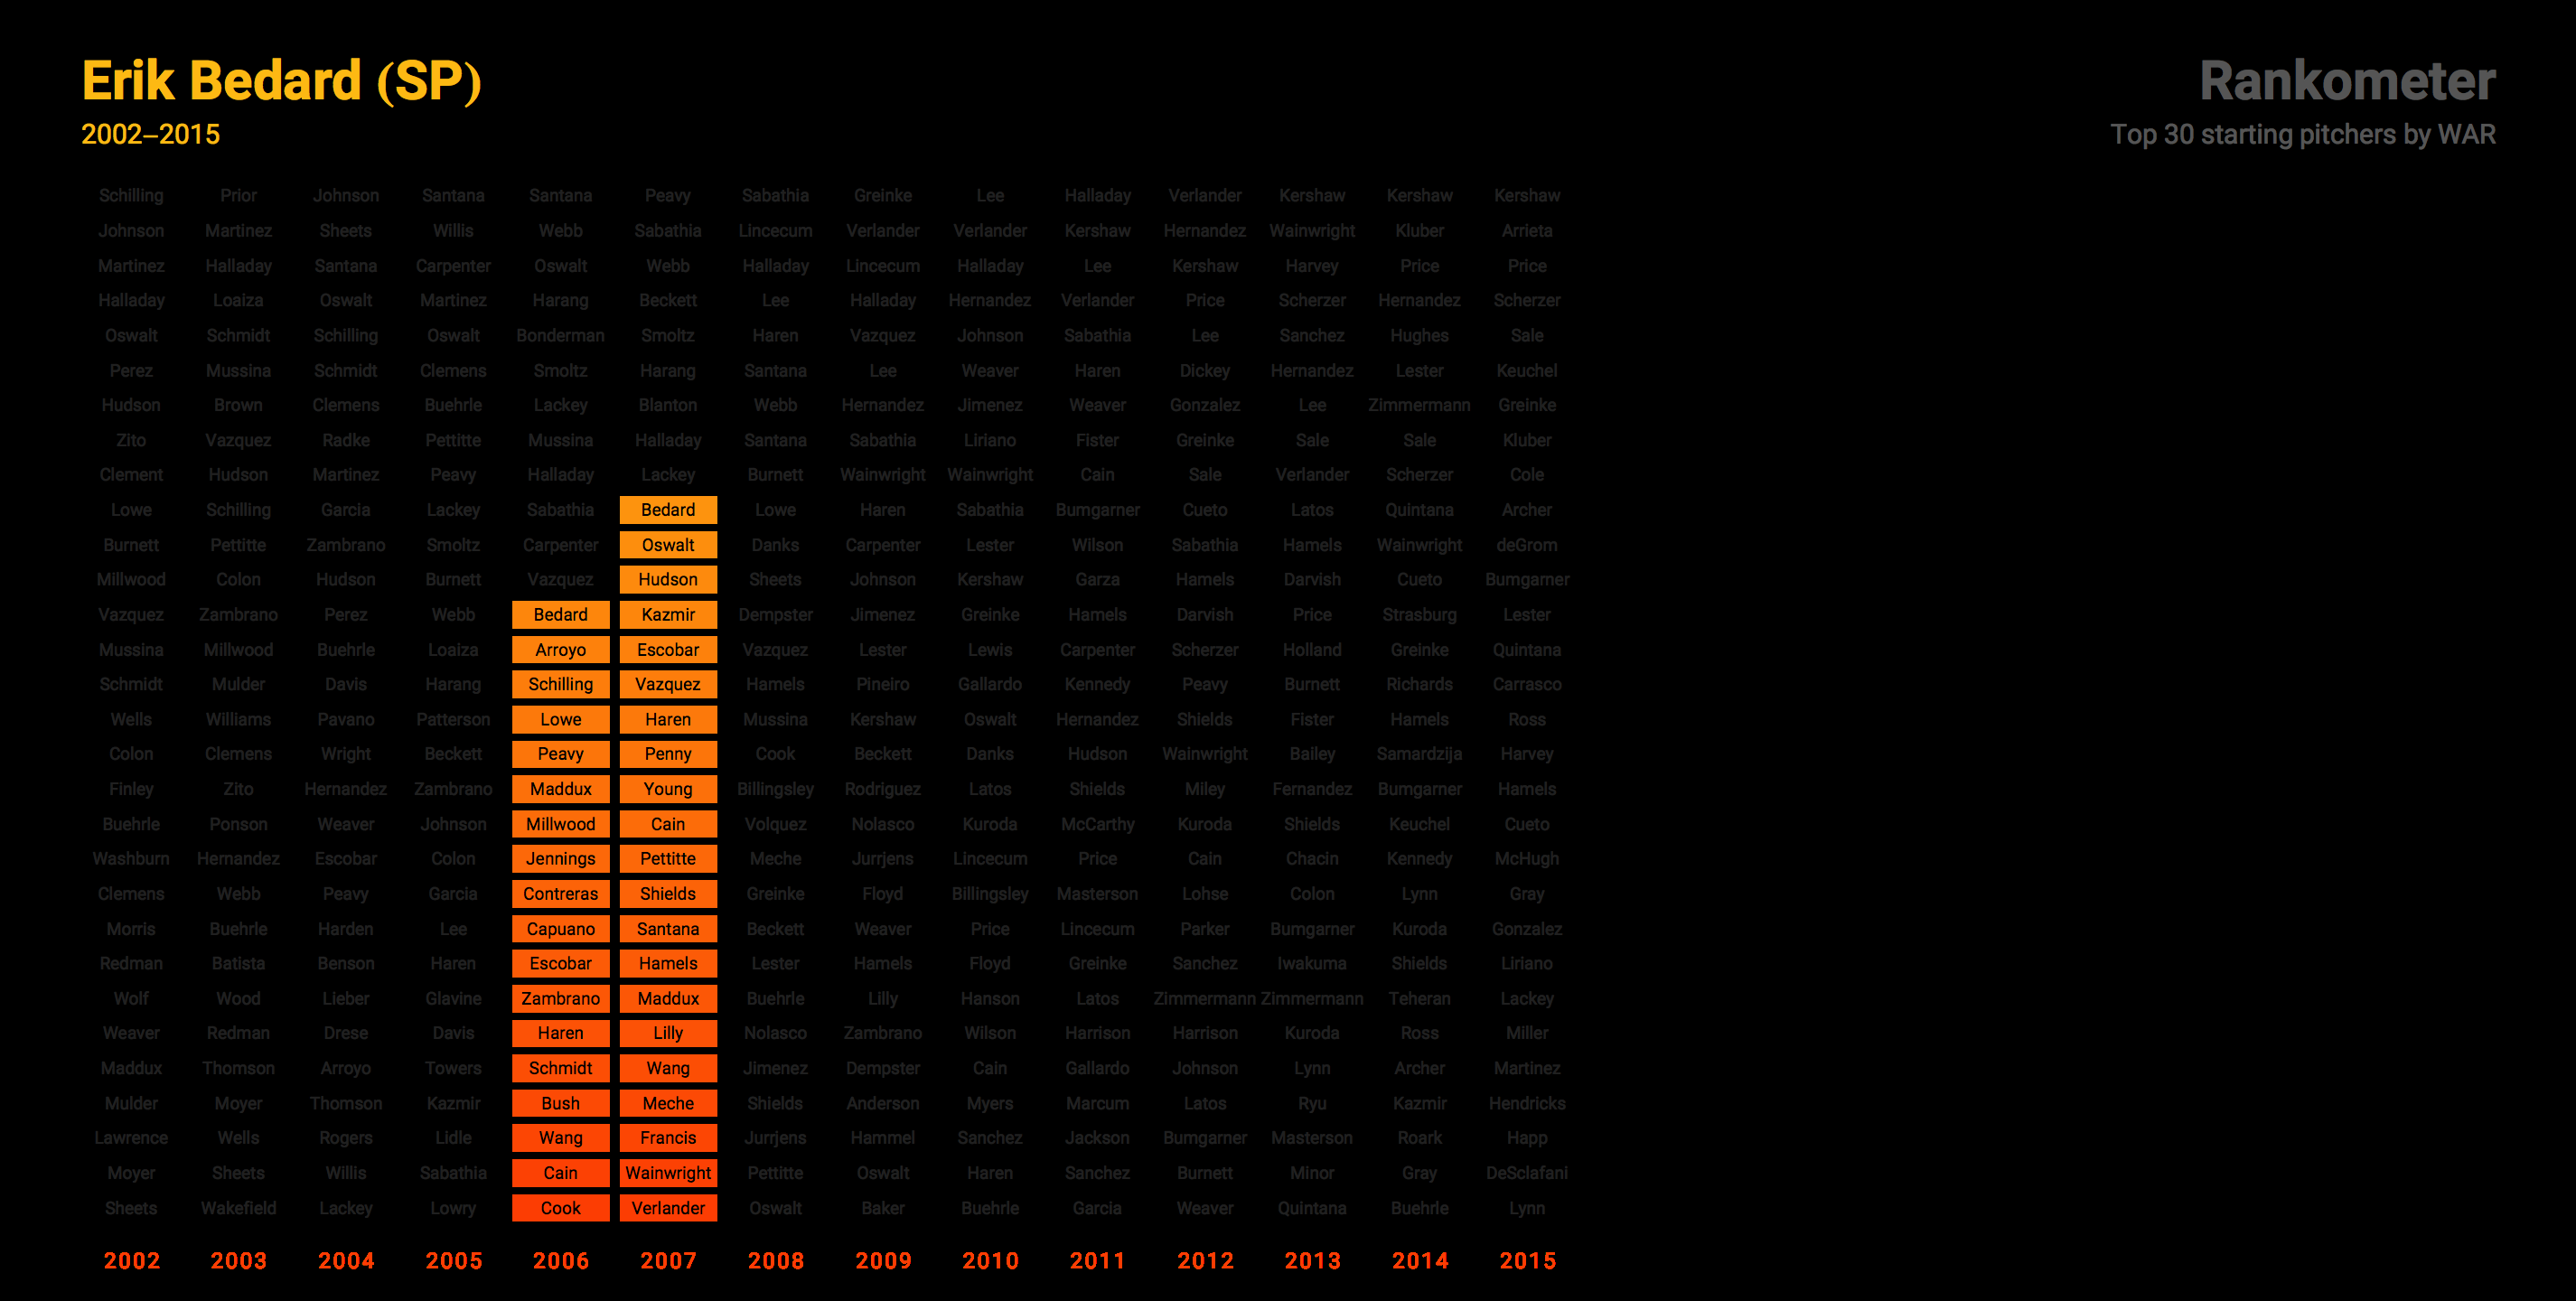 Erik Bedard (SP)
2002–2015
Rankometer
Top 30 starting pitchers by WAR
Schilling Prior Johnson Santana Santana Peavy Sabathia Greinke Lee Halladay Verlander Kershaw Kershaw Kershaw
Johnson Martinez Sheets Willis Webb Sabathia Lincecum Verlander Verlander Kershaw Hernandez Wainwright Kluber Arrieta
Martinez Halladay Santana Carpenter Oswalt Webb Halladay Lincecum Halladay Lee Kershaw Harvey Price Price
Halladay Loaiza Oswalt Martinez Harang Beckett Lee Halladay Hernandez Verlander Price Scherzer Hernandez Scherzer
Oswalt Schmidt Schilling Oswalt Bonderman Smoltz Haren Vazquez Johnson Sabathia Lee Sanchez Hughes Sale
Perez Mussina Schmidt Clemens Smoltz Harang Santana Lee Weaver Haren Dickey Hernandez Lester Keuchel
Hudson Brown Clemens Buehrle Lackey Blanton Webb Hernandez Jimenez Weaver Gonzalez Lee Zimmermann Greinke
Zito Vazquez Radke Pettitte Mussina Halladay Santana Sabathia Liriano Fister Greinke Sale Sale Kluber
Clement Hudson Martinez Peavy Halladay Lackey Burnett Wainwright Wainwright Cain Sale Verlander Scherzer Cole
Lowe Schilling Garcia Lackey Sabathia Bedard Lowe Haren Sabathia Bumgarner Cueto Latos Quintana Archer
Burnett Pettitte Zambrano Smoltz Carpenter Oswalt Danks Carpenter Lester Wilson Sabathia Hamels Wainwright deGrom
Millwood Colon Hudson Burnett Vazquez Hudson Sheets Johnson Kershaw Garza Hamels Darvish Cueto Bumgarner
Vazquez Zambrano Perez Webb Bedard Kazmir Dempster Jimenez Greinke Hamels Darvish Price Strasburg Lester
Mussina Millwood Buehrle Loaiza Arroyo Escobar Vazquez Lester Lewis Carpenter Scherzer Holland Greinke Quintana
Schmidt Mulder Davis Harang Schilling Vazquez Hamels Pineiro Gallardo Kennedy Peavy Burnett Richards Carrasco
Wells Williams Pavano Patterson Lowe Haren Mussina Kershaw Oswalt Hernandez Shields Fister Hamels Ross
Colon Clemens Wright Beckett Peavy Penny Cook Beckett Danks Hudson Wainwright Bailey Samardzija Harvey
Finley Zito Hernandez Zambrano Maddux Young Billingsley Rodriguez Latos Shields Miley Fernandez Bumgarner Hamels
Buehrle Ponson Weaver Johnson Millwood Cain Volquez Nolasco Kuroda McCarthy Kuroda Shields Keuchel Cueto
Washburn Hernandez Escobar Colon Jennings Pettitte Meche Jurrjens Lincecum Price Cain Chacin Kennedy McHugh
Clemens Webb Peavy Garcia Contreras Shields Greinke Floyd Billingsley Masterson Lohse Colon Lynn Gray
Morris Buehrle Harden Lee Capuano Santana Beckett Weaver Price Lincecum Parker Bumgarner Kuroda Gonzalez
Redman Batista Benson Haren Escobar Hamels Lester Hamels Floyd Greinke Sanchez Iwakuma Shields Liriano
Wolf Wood Lieber Glavine Zambrano Maddux Buehrle Lilly Hanson Latos Zimmermann Zimmermann Teheran Lackey
Weaver Redman Drese Davis Haren Lilly Nolasco Zambrano Wilson Harrison Harrison Kuroda Ross Miller
Maddux Thomson Arroyo Towers Schmidt Wang Jimenez Dempster Cain Gallardo Johnson Lynn Archer Martinez
Mulder Moyer Thomson Kazmir Bush Meche Shields Anderson Myers Marcum Latos Ryu Kazmir Hendricks
Lawrence Wells Rogers Lidle Wang Francis Jurrjens Hammel Sanchez Jackson Bumgarner Masterson Roark Happ
Moyer Sheets Willis Sabathia Cain Wainwright Pettitte Oswalt Haren Sanchez Burnett Minor Gray DeSclafani
Sheets Wakefield Lackey Lowry Cook Verlander Oswalt Baker Buehrle Garcia Weaver Quintana Buehrle Lynn
2002 2003 2004 2005 2006 2007 2008 2009 2010 2011 2012 2013 2014 2015